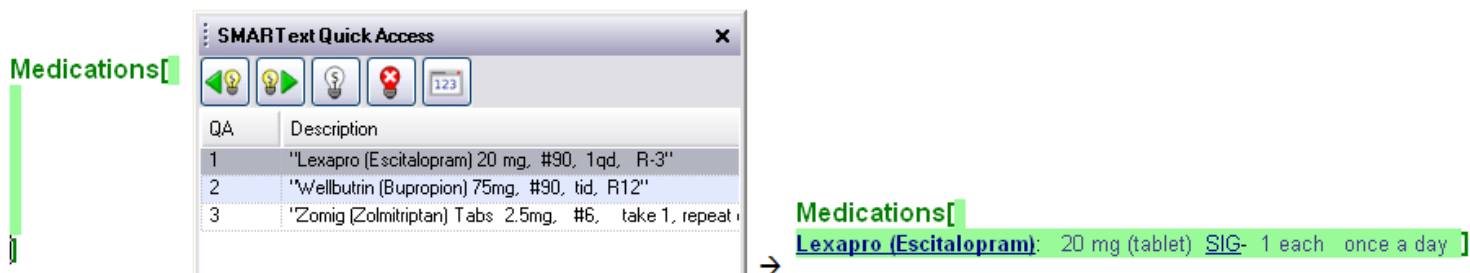 Medications[
]
SMARText Quick Access x
123
QA Description
1 "Lexapro (Escitalopram) 20 mg, #90, 1qd, R-3"
2 "Wellbutrin (Bupropion) 75mg, #90, tid, R12"
3 "Zomig (Zolmitriptan) Tabs 2.5mg, #6, take 1, repeat
→
Medications[
Lexapro (Escitalopram): 20 mg (tablet) SIG- 1 each once a day ]